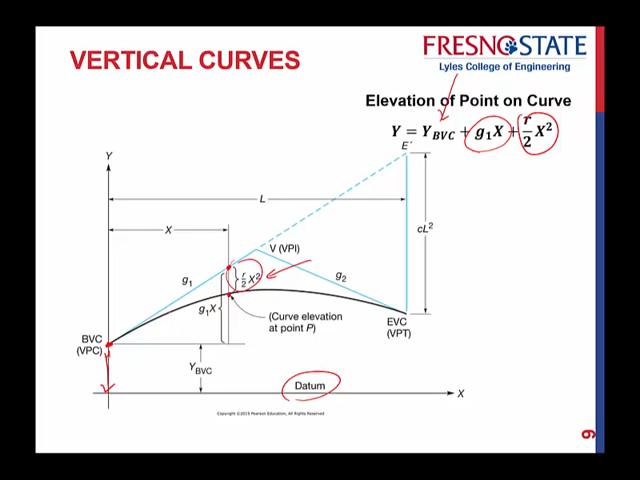 VERTICAL CURVES
FRESNO STATE
Lyles College of Engineering
Elevation of Point on Curve
Y = Y_BVC + g₁X + r/2 X²
Y
E´
L
X
cL²
V (VPI)
g₁
r/2 X²
g₂
g₁X
(Curve elevation
at point P)
EVC
(VPT)
BVC
(VPC)
Y_BVC
Datum
X
Copyright ©2015 Pearson Education, All Rights Reserved
9